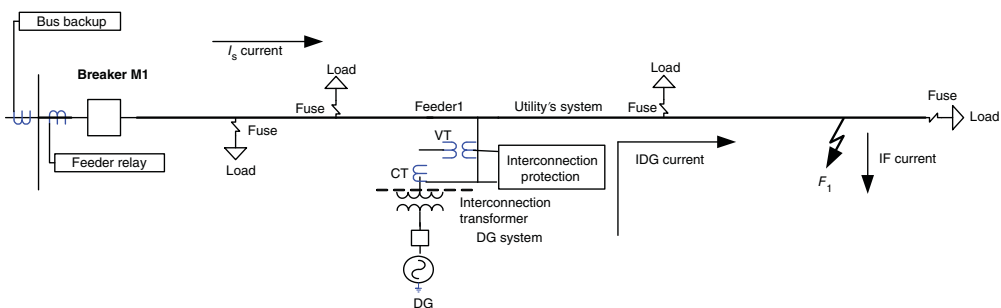 Bus backup
Breaker M1
Feeder relay
Is current
Fuse
Load
Fuse
Load
Feeder1
Utility's system
Load
Fuse
Fuse
Load
VT
CT
Interconnection
protection
Interconnection
transformer
DG system
DG
IDG current
F1
IF current